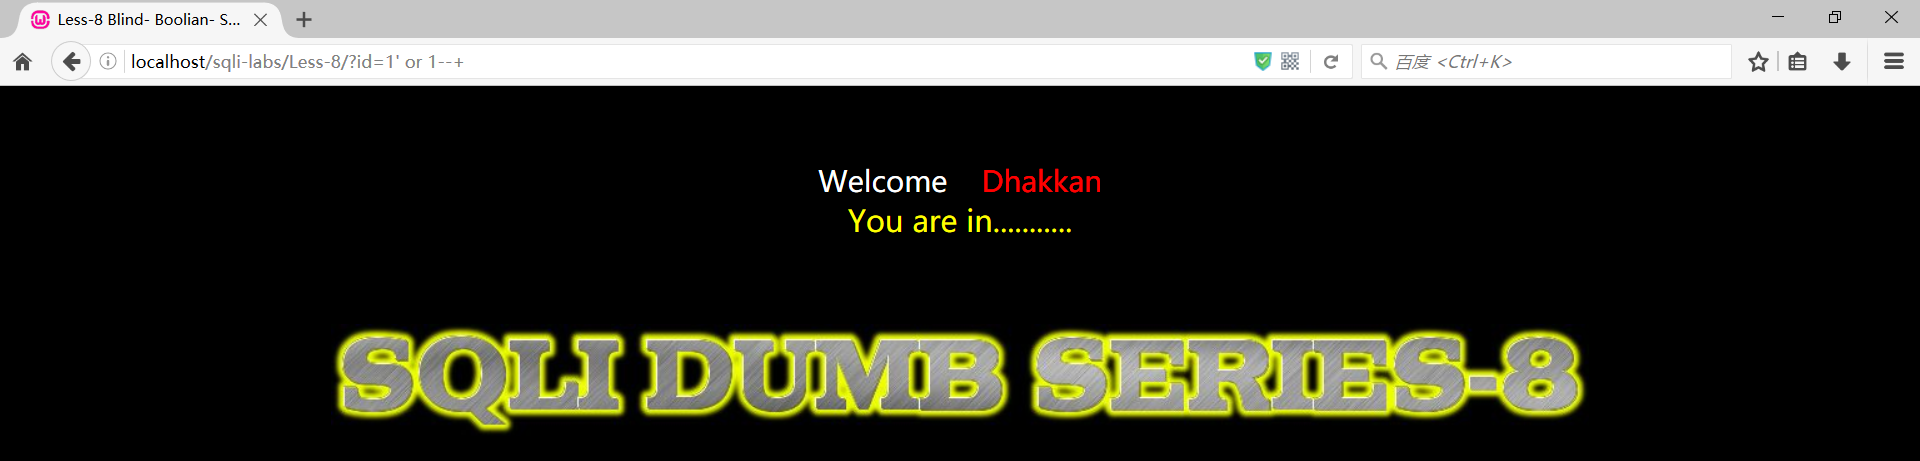 Less-8 Blind- Boolian- S...
localhost/sqli-labs/Less-8/?id=1' or 1--+
百度 <Ctrl+K>
Welcome Dhakkan
You are in...........
SQLI DUMB SERIES-8